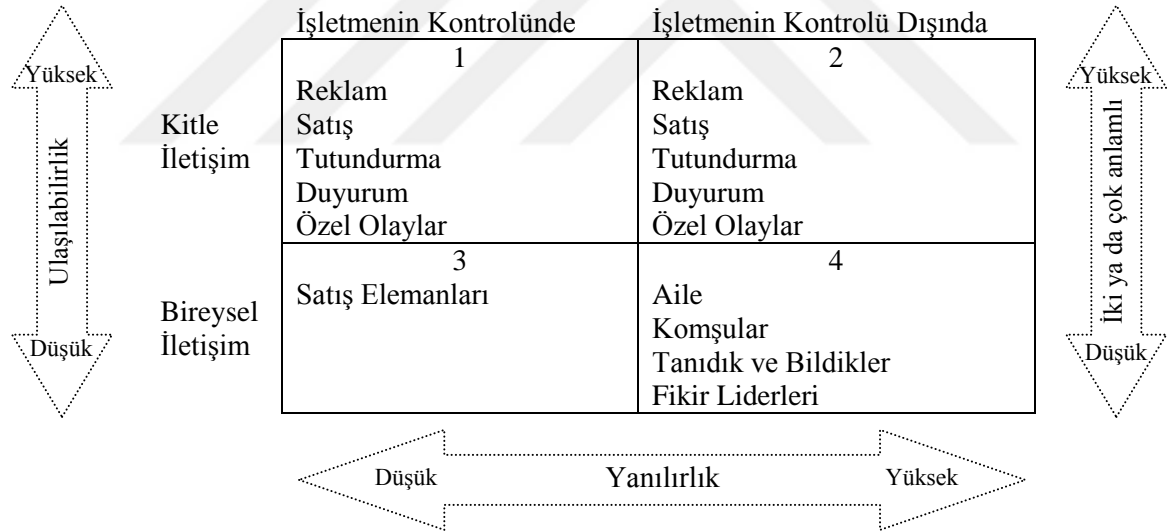 İşletmenin Kontrolünde
İşletmenin Kontrolü Dışında
Yüksek
Ulaşılabilirlik
Düşük
Kitle
İletişim
1
Reklam
Satış
Tutundurma
Duyurum
Özel Olaylar
2
Reklam
Satış
Tutundurma
Duyurum
Özel Olaylar
Bireysel
İletişim
3
Satış Elemanları
4
Aile
Komşular
Tanıdık ve Bildikler
Fikir Liderleri
Yüksek
İki ya da çok anlamlı
Düşük
Düşük
Yanılırlık
Yüksek